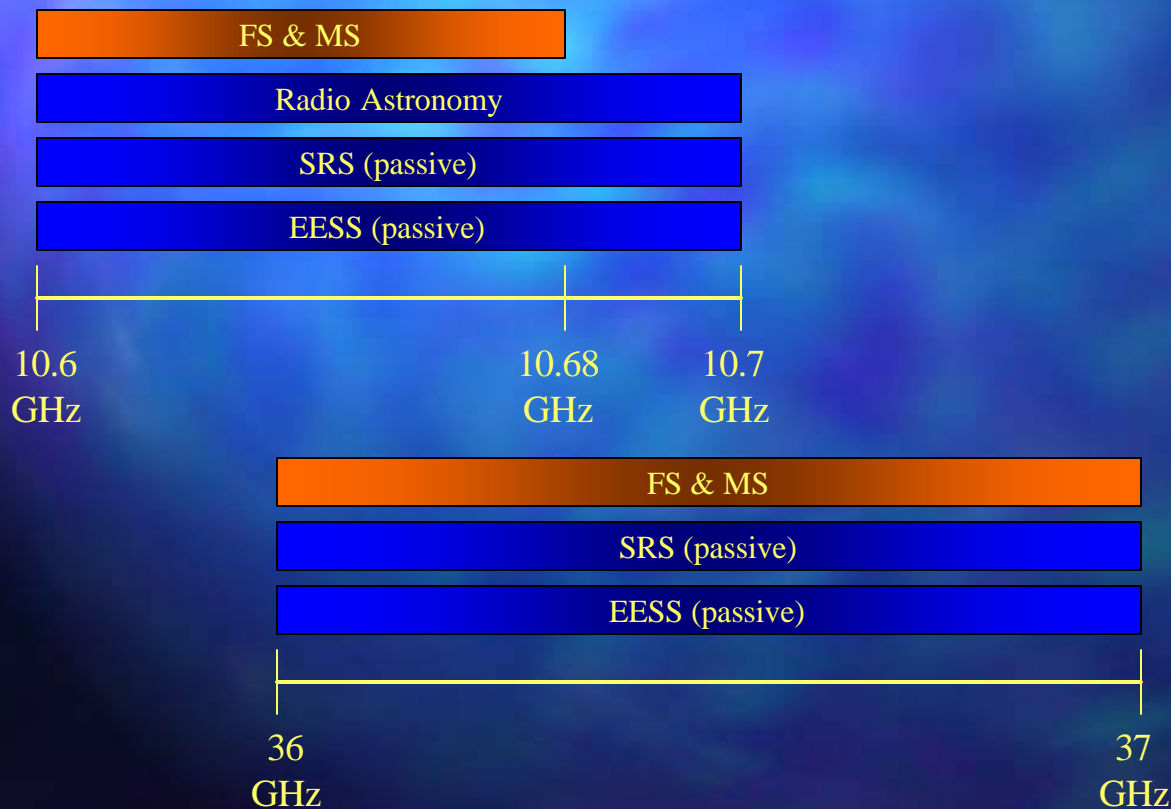 FS & MS
Radio Astronomy
SRS (passive)
EESS (passive)
10.6
GHz
10.68
GHz
10.7
GHz
FS & MS
SRS (passive)
EESS (passive)
36
GHz
37
GHz